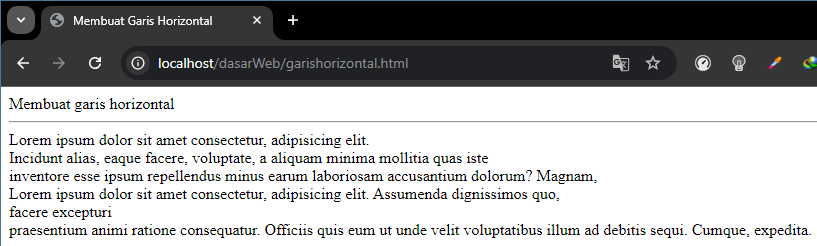 Membuat Garis Horizontal
localhost/dasarWeb/garishorizontal.html
Membuat garis horizontal
Lorem ipsum dolor sit amet consectetur, adipisicing elit.
Incidunt alias, eaque facere, voluptate, a aliquam minima mollitia quas iste
inventore esse ipsum repellendus minus earum laboriosam accusantium dolorum? Magnam,
Lorem ipsum dolor sit amet consectetur, adipisicing elit. Assumenda dignissimos quo,
facere excepturi
praesentium animi ratione consequatur. Officiis quis eum ut unde velit voluptatibus illum ad debitis sequi. Cumque, expedita.